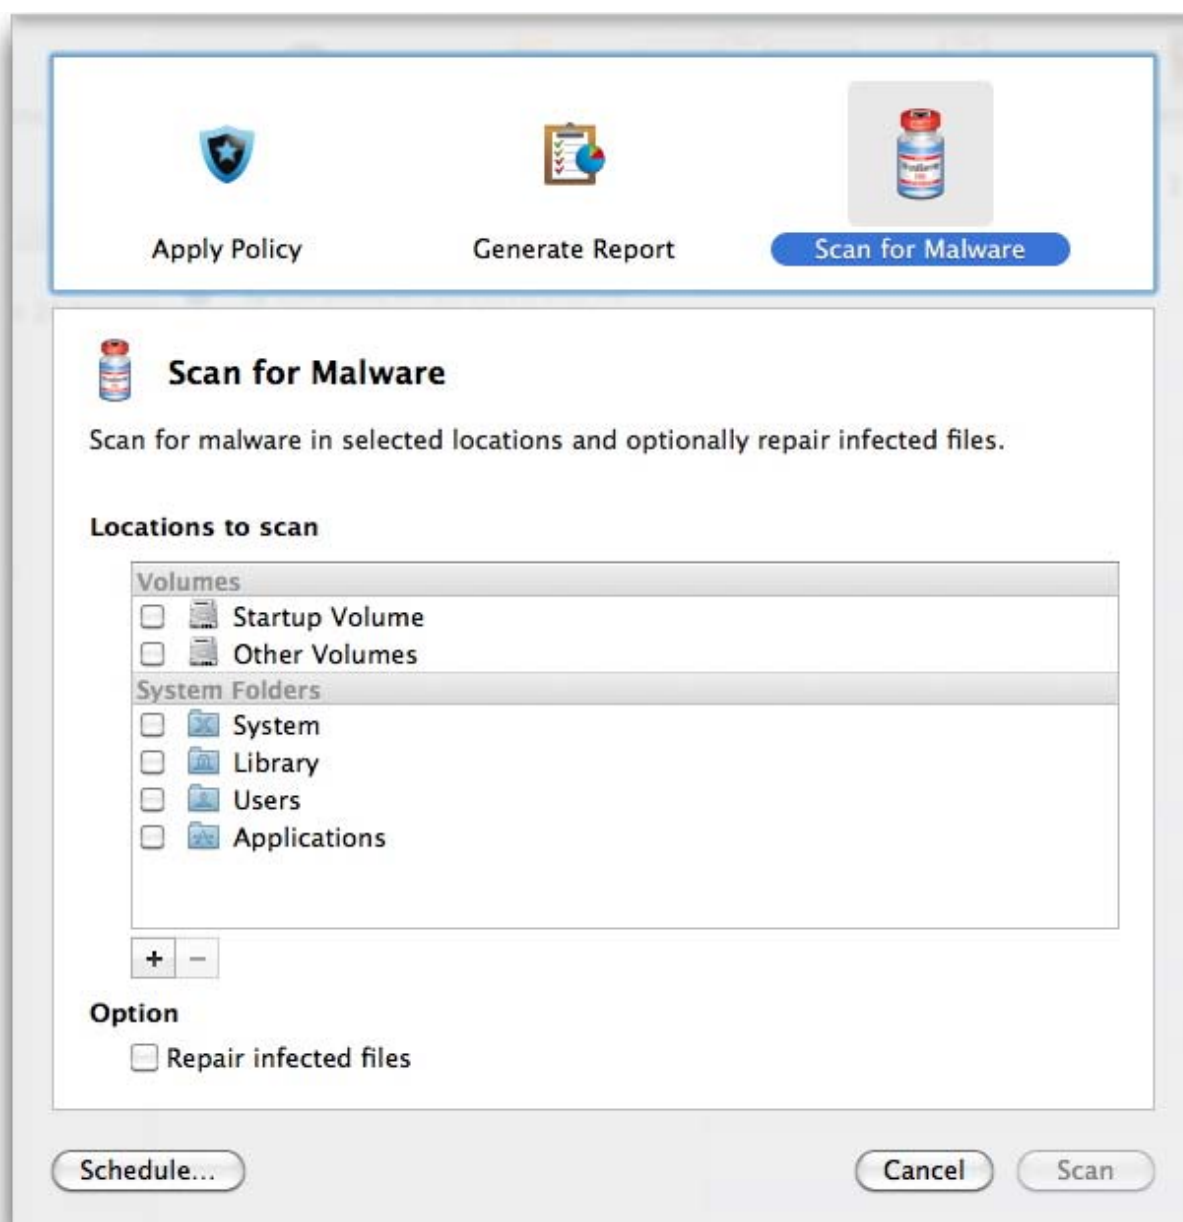 Apply Policy
Generate Report
Scan for Malware
Scan for Malware
Scan for malware in selected locations and optionally repair infected files.
Locations to scan
Volumes
Startup Volume
Other Volumes
System Folders
System
Library
Users
Applications
+ −
Option
Repair infected files
Schedule...
Cancel
Scan